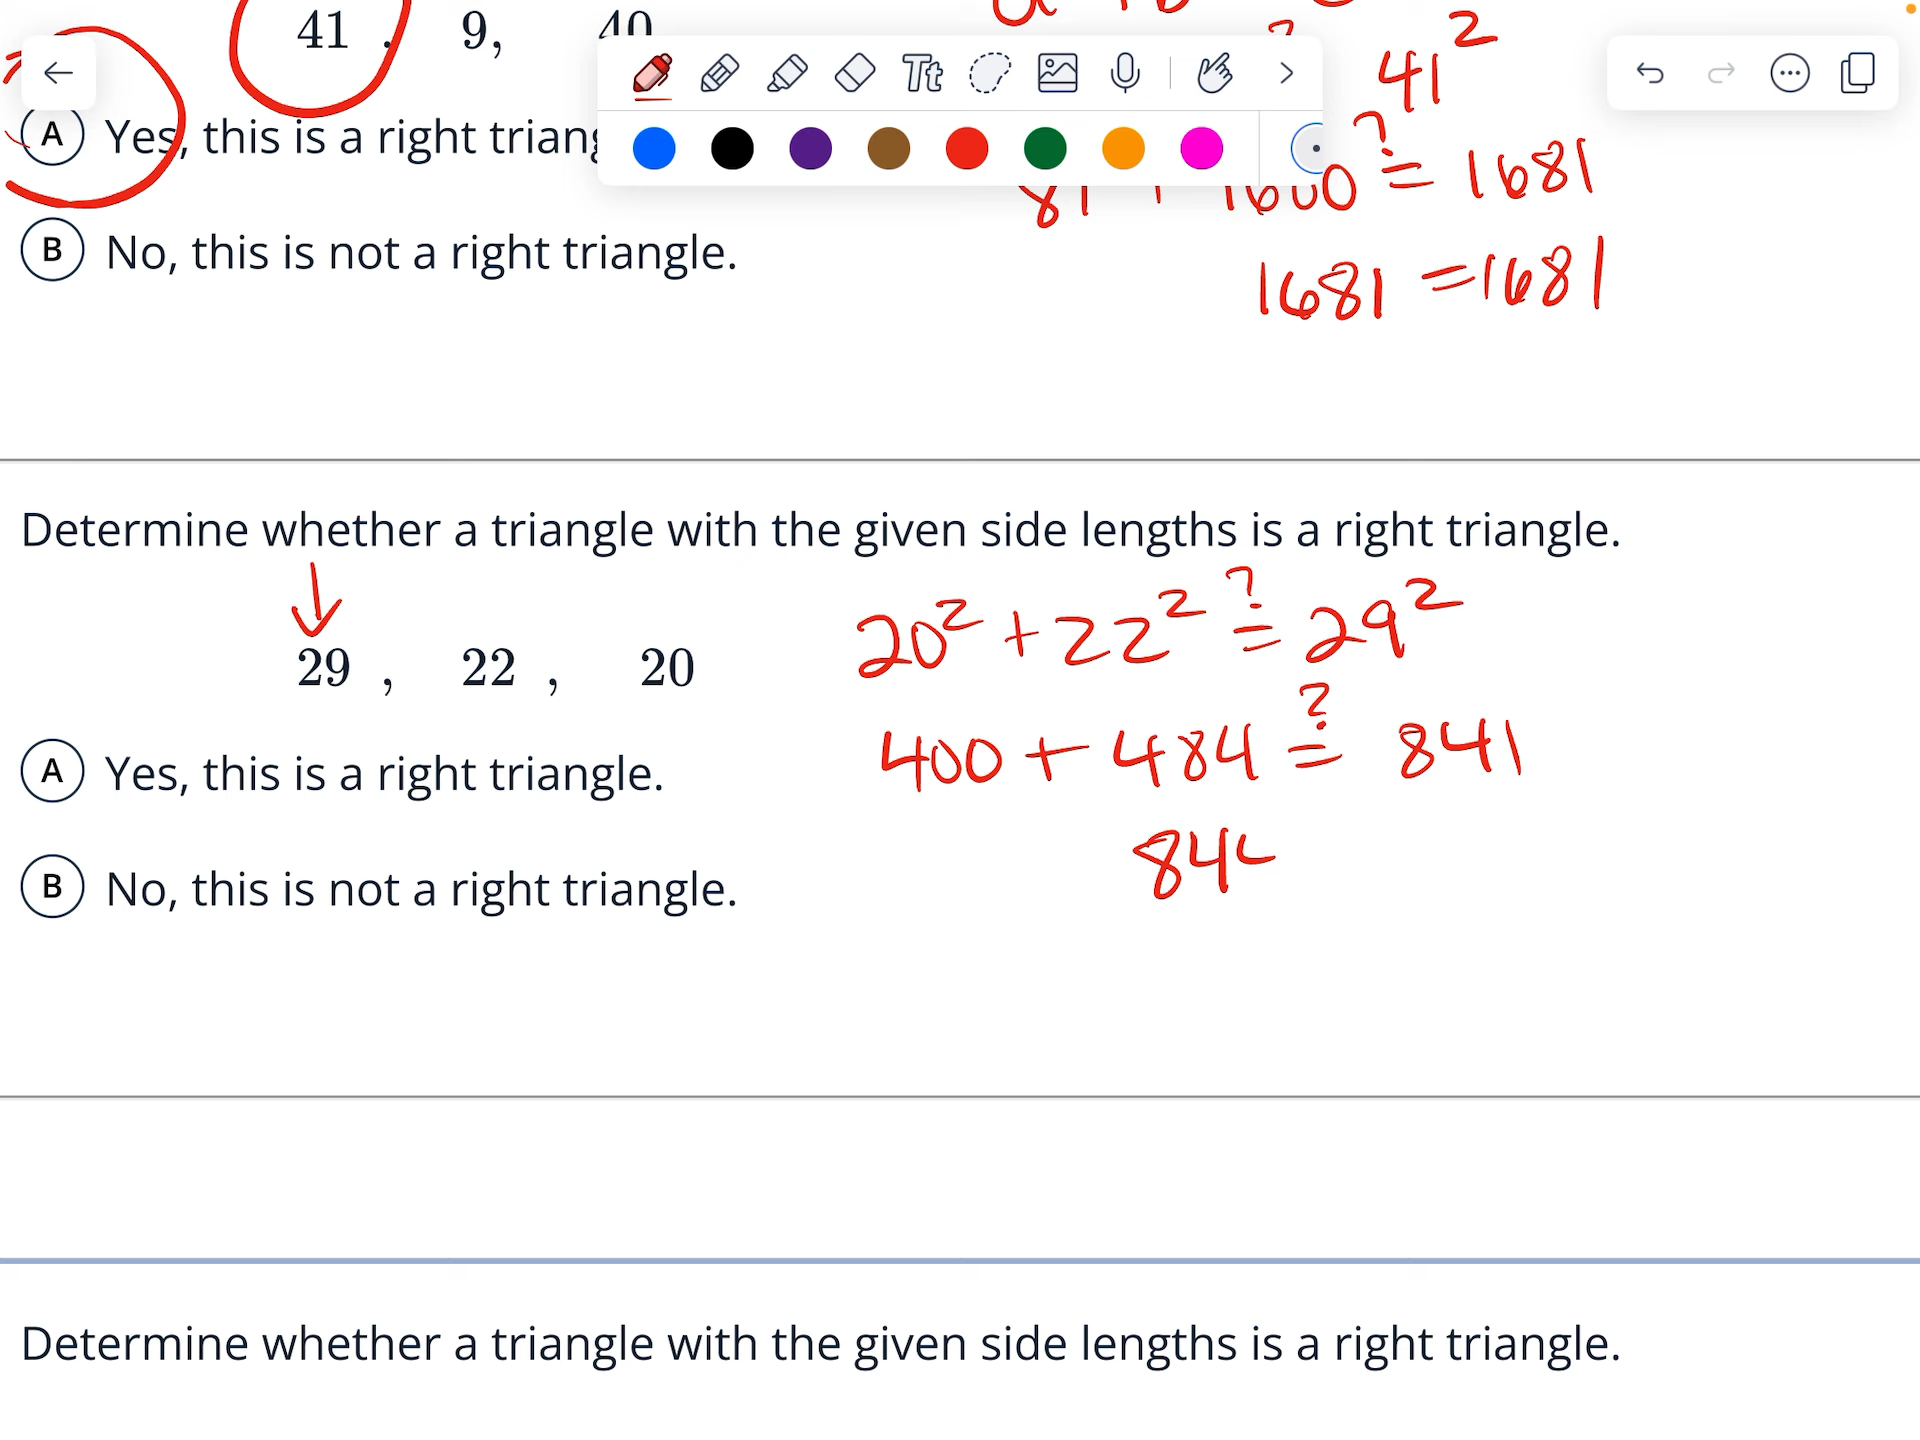 41 , 9, 40
41²
A Yes, this is a right triang
81 + 1600 ≟ 1681
B No, this is not a right triangle.
1681 = 1681
Determine whether a triangle with the given side lengths is a right triangle.
20² + 22² ≟ 29²
29 , 22 , 20
A Yes, this is a right triangle.
400 + 484 ≟ 841
B No, this is not a right triangle.
Determine whether a triangle with the given side lengths is a right triangle.